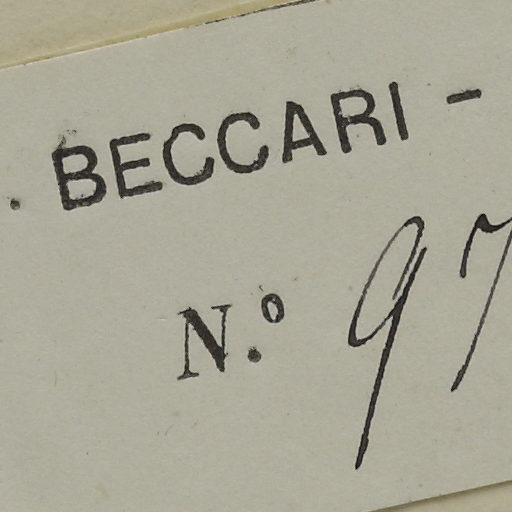 . BECCARI -
N.º 97